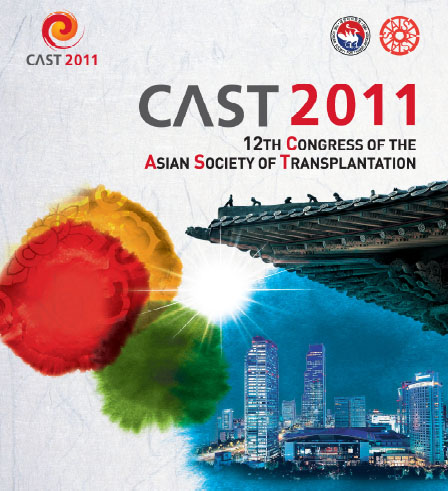 CAST 2011
CAST 2011
12TH CONGRESS OF THE
ASIAN SOCIETY OF TRANSPLANTATION